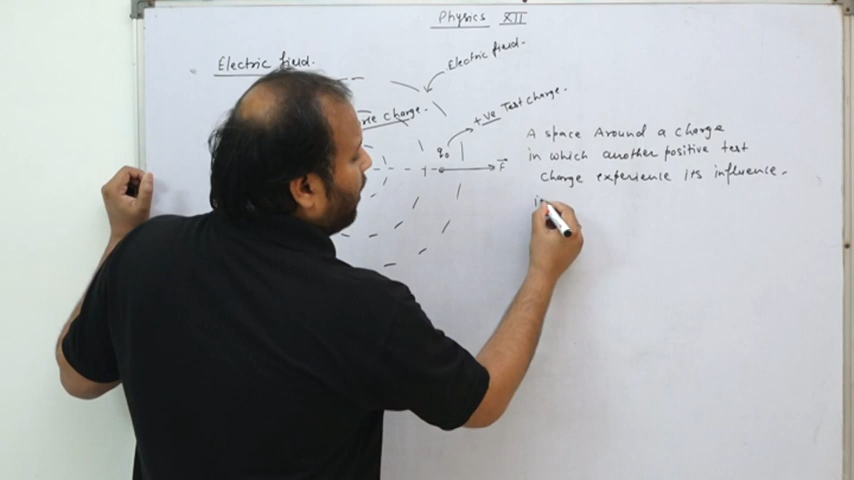 Physics XII
Electric field.
Electric field.
Charge.
+ve Test charge.
q₀
F⃗
A space Around a charge
in which another positive test
charge experience its influence.